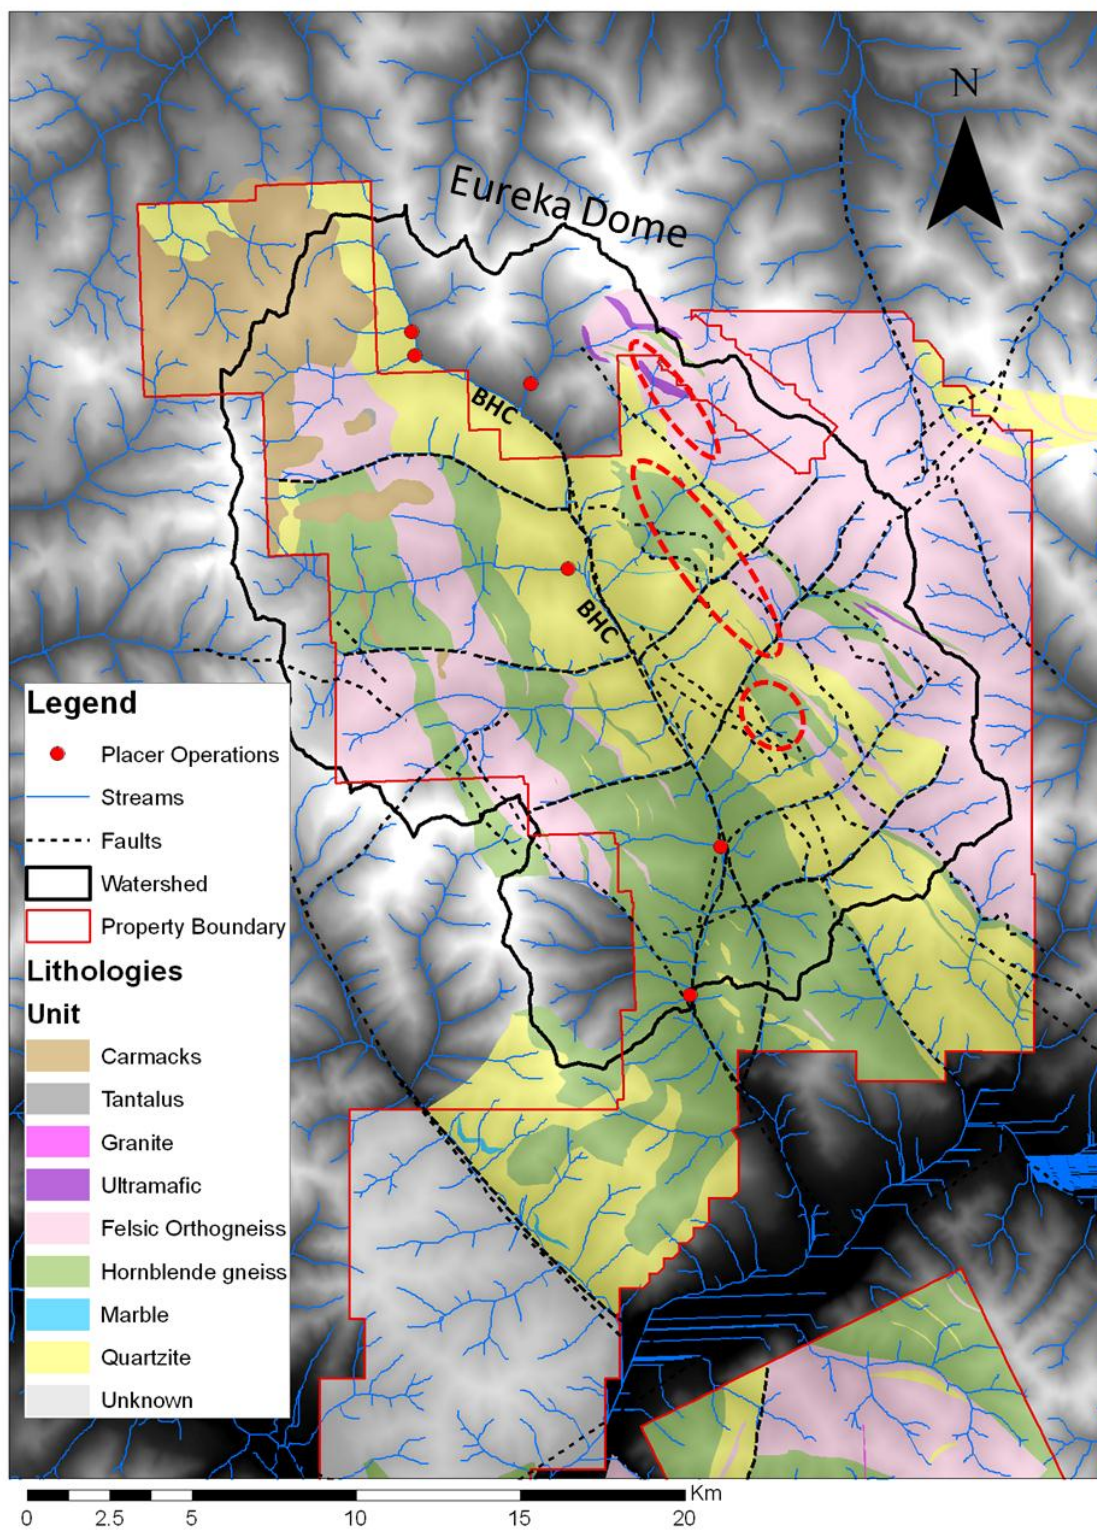 N
Eureka Dome
BHC
BHC
Legend
Placer Operations
Streams
Faults
Watershed
Property Boundary
Lithologies
Unit
Carmacks
Tantalus
Granite
Ultramafic
Felsic Orthogneiss
Hornblende gneiss
Marble
Quartzite
Unknown
Km
0 2.5 5 10 15 20